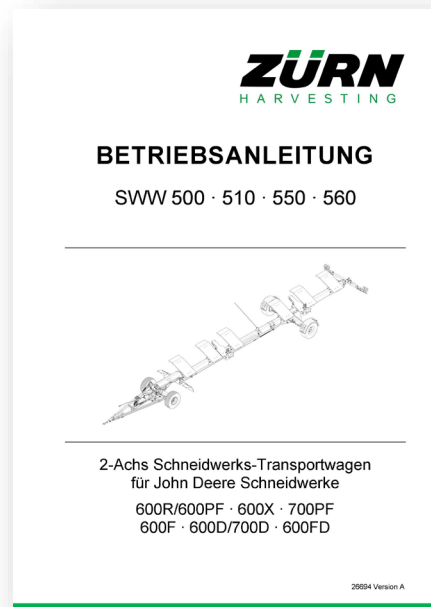 ZÜRN
HARVESTING
BETRIEBSANLEITUNG
SWW 500 · 510 · 550 · 560
2-Achs Schneidwerks-Transportwagen
für John Deere Schneidwerke
600R/600PF · 600X · 700PF
600F · 600D/700D · 600FD
26694 Version A